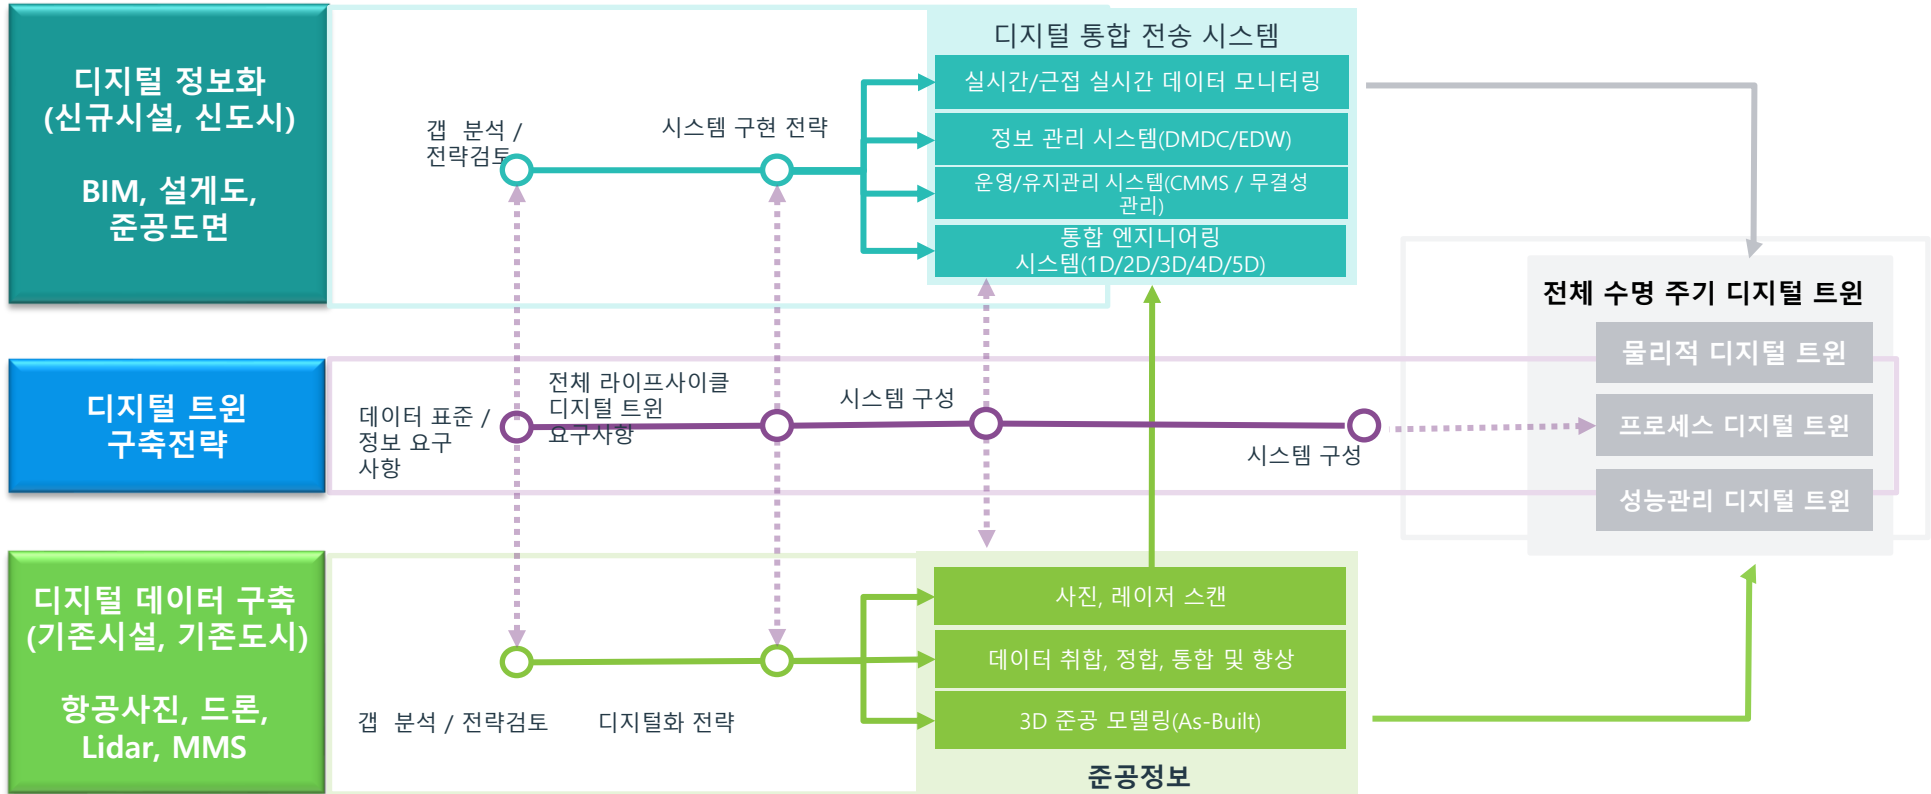 디지털 정보화
(신규시설, 신도시)
BIM, 설게도,
준공도면
갭 분석 /
전략검토
시스템 구현 전략
디지털 통합 전송 시스템
실시간/근접 실시간 데이터 모니터링
정보 관리 시스템(DMDC/EDW)
운영/유지관리 시스템(CMMS / 무결성
관리)
통합 엔지니어링
시스템(1D/2D/3D/4D/5D)
디지털 트윈
구축전략
데이터 표준 /
정보 요구
사항
전체 라이프사이클
디지털 트윈
요구사항
시스템 구성
시스템 구성
전체 수명 주기 디지털 트윈
물리적 디지털 트윈
프로세스 디지털 트윈
성능관리 디지털 트윈
디지털 데이터 구축
(기존시설, 기존도시)
항공사진, 드론,
Lidar, MMS
갭 분석 / 전략검토
디지털화 전략
사진, 레이저 스캔
데이터 취합, 정합, 통합 및 향상
3D 준공 모델링(As-Built)
준공정보